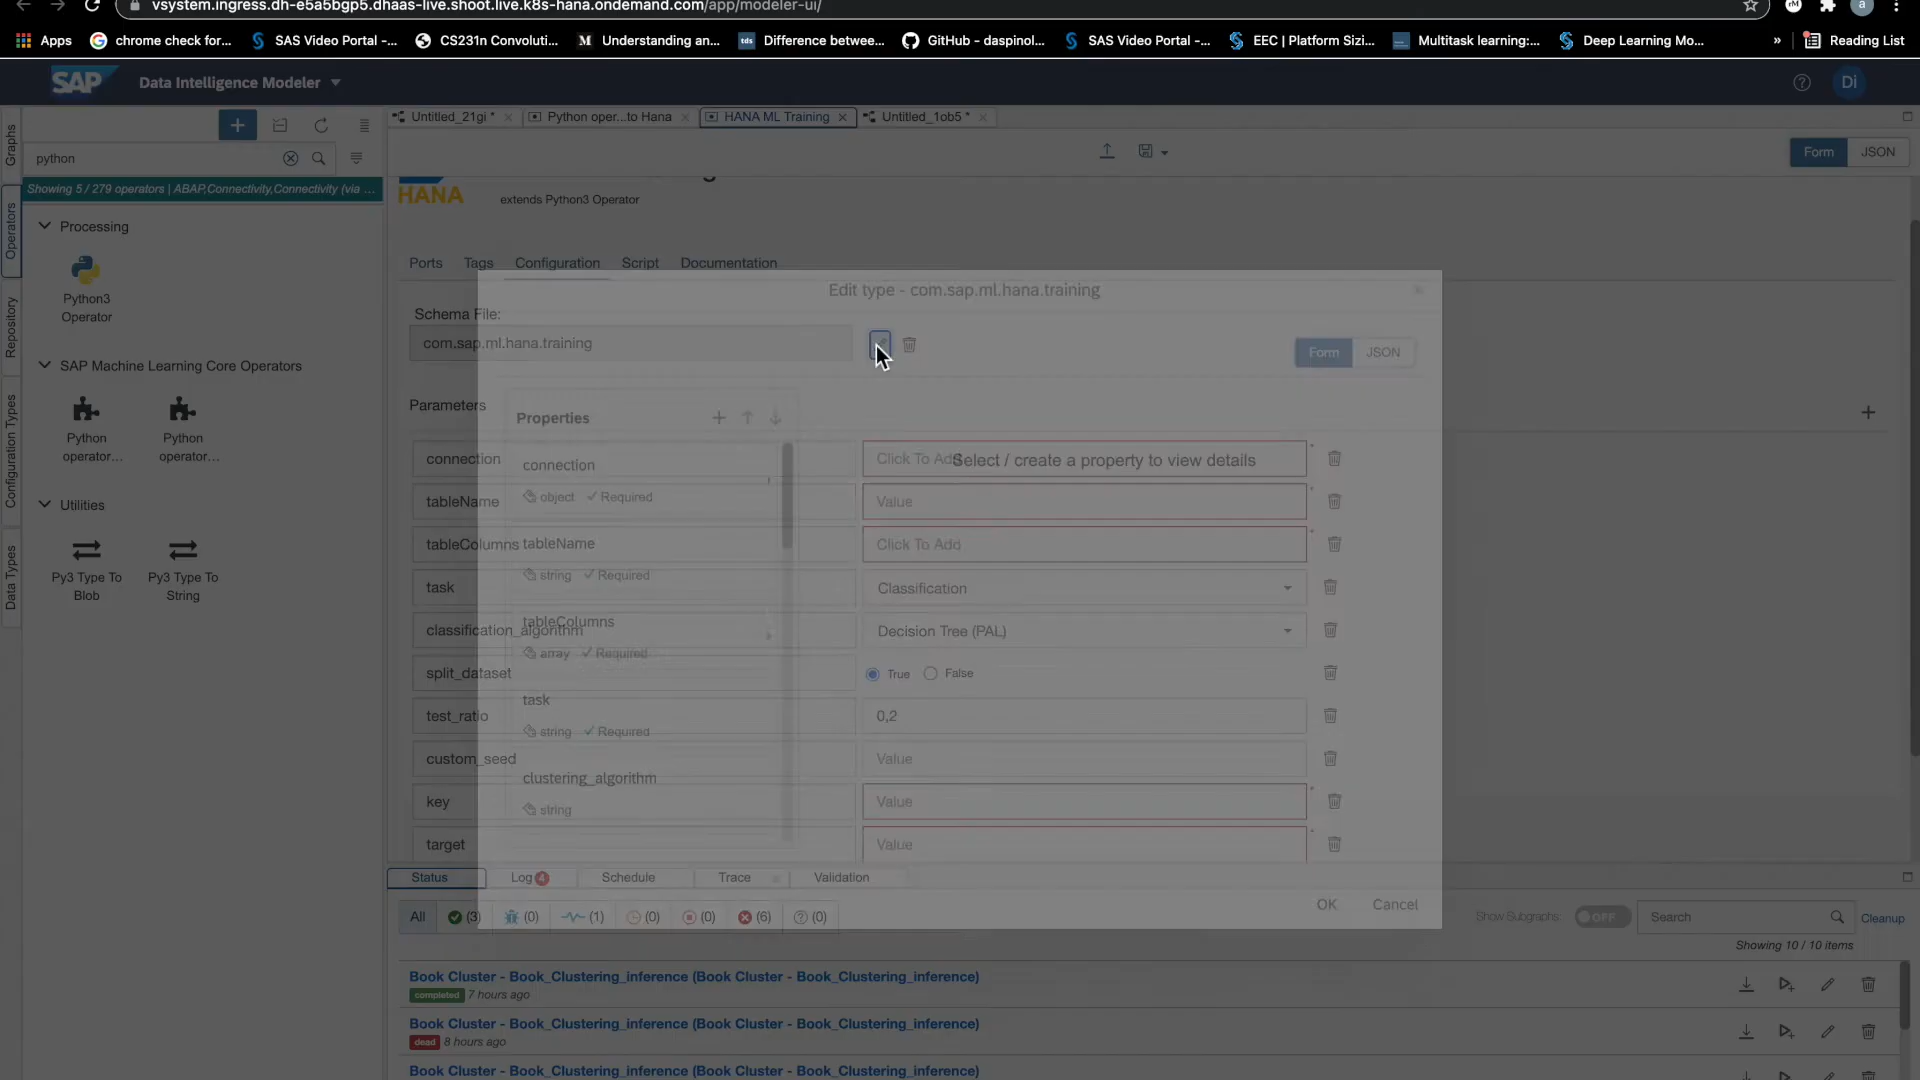 vsystem.ingress.dh-e5a5bgp5.dhaas-live.shoot.live.k8s-hana.ondemand.com/app/modeler-ui/
Apps
chrome check for...
SAS Video Portal -...
CS231n Convoluti...
Understanding an...
Difference betwee...
GitHub - daspinol...
SAS Video Portal -...
EEC | Platform Sizi...
Multitask learning:...
Deep Learning Mo...
»
Reading List
SAP
Data Intelligence Modeler
Di
Graphs
Operators
Repository
Configuration Types
Data Types
python
Showing 5 / 279 operators | ABAP,Connectivity,Connectivity (via ...
Processing
Python3
Operator
SAP Machine Learning Core Operators
Python
operator...
Python
operator...
Utilities
Py3 Type To
Blob
Py3 Type To
String
Untitled_21gi *
Python oper...to Hana
HANA ML Training
Untitled_1ob5 *
Form
JSON
HANA
extends Python3 Operator
Ports
Tags
Configuration
Script
Documentation
Schema File:
com.sap.ml.hana.training
Parameters
connection
Click To Add
tableName
Value
tableColumns
Click To Add
task
Classification
classification_algorithm
Decision Tree (PAL)
split_dataset
True
False
test_ratio
0,2
custom_seed
Value
key
Value
target
Value
Edit type - com.sap.ml.hana.training
Form
JSON
Properties
connection
object
Required
tableName
string
Required
tableColumns
array
Required
task
string
Required
clustering_algorithm
string
Select / create a property to view details
OK
Cancel
Status
Log 4
Schedule
Trace
Validation
All
(3)
(0)
(1)
(0)
(0)
(6)
(0)
Show Subgraphs:
OFF
Search
Cleanup
Showing 10 / 10 items
Book Cluster - Book_Clustering_inference (Book Cluster - Book_Clustering_inference)
completed 7 hours ago
Book Cluster - Book_Clustering_inference (Book Cluster - Book_Clustering_inference)
dead 8 hours ago
Book Cluster - Book_Clustering_inference (Book Cluster - Book_Clustering_inference)